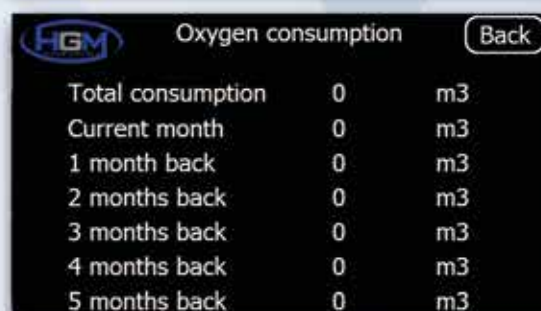 HGM Oxygen consumption Back
Total consumption 0 m3
Current month 0 m3
1 month back 0 m3
2 months back 0 m3
3 months back 0 m3
4 months back 0 m3
5 months back 0 m3